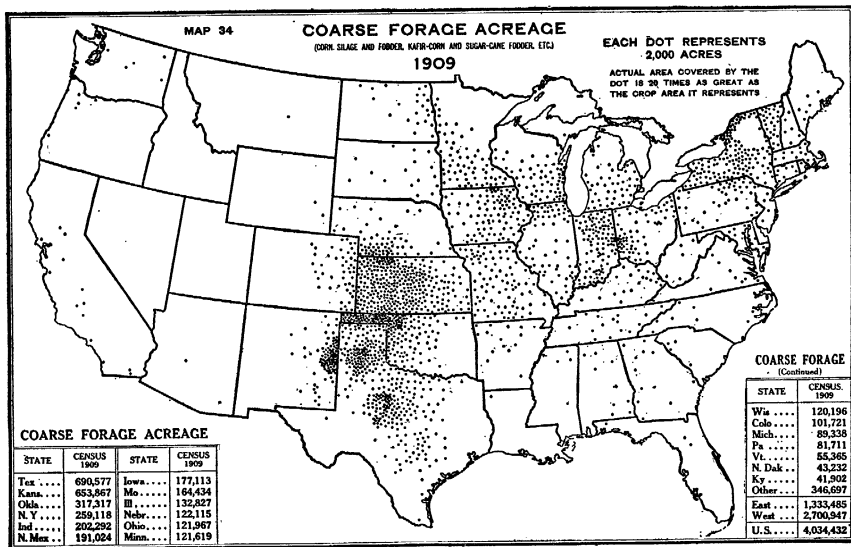 MAP 34
COARSE FORAGE ACREAGE
(CORN SILAGE AND FODDER, KAFIR-CORN AND SUGAR-CANE FODDER, ETC.)
1909
EACH DOT REPRESENTS
2,000 ACRES
ACTUAL AREA COVERED BY THE
DOT IS 20 TIMES AS GREAT AS
THE CROP AREA IT REPRESENTS
COARSE FORAGE ACREAGE
STATE CENSUS 1909 STATE CENSUS 1909
Tex .... 690,577 Iowa .... 177,113
Kans.... 653,867 Mo .... 164,434
Okla.... 317,317 Ill .... 132,827
N. Y .... 259,118 Nebr .... 122,115
Ind .... 202,292 Ohio.... 121,967
N. Mex .. 191,024 Minn.... 121,619
COARSE FORAGE
(Continued)
STATE CENSUS, 1909
Wis .... 120,196
Colo .... 101,721
Mich.... 89,338
Pa .... 81,711
Vt. .... 55,365
N. Dak .. 43,232
Ky .... 41,902
Other.... 346,697
East .... 1,333,485
West .... 2,700,947
U.S. .... 4,034,432